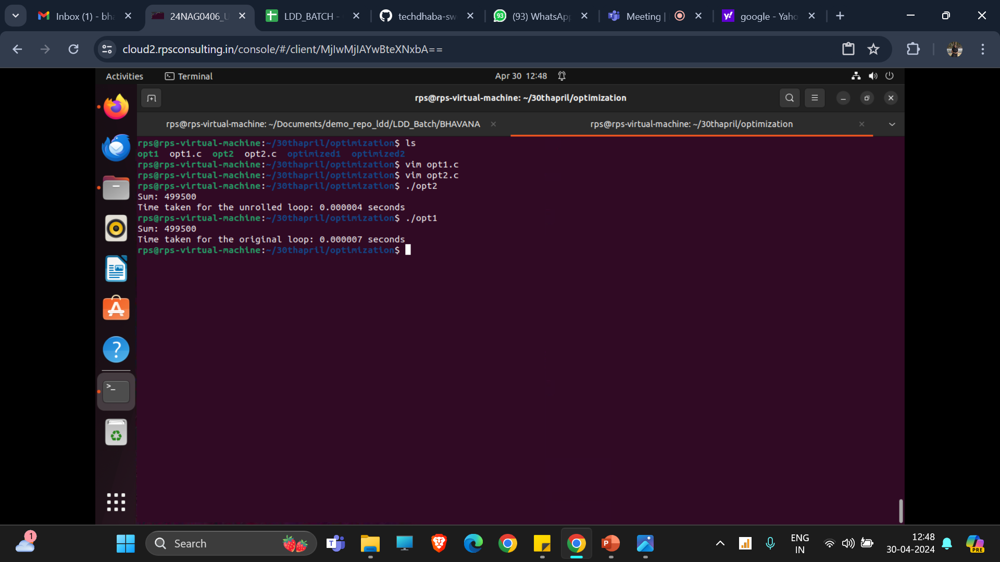 Inbox (1) - bha
24NAG0406_U
LDD_BATCH -
techdhaba-sw
(93) WhatsApp
Meeting |
google - Yaho
cloud2.rpsconsulting.in/console/#/client/MjIwMjIAYwBteXNxbA==
Activities
Terminal
Apr 30 12:48
rps@rps-virtual-machine: ~/30thapril/optimization
rps@rps-virtual-machine: ~/Documents/demo_repo_ldd/LDD_Batch/BHAVANA
rps@rps-virtual-machine: ~/30thapril/optimization
rps@rps-virtual-machine:~/30thapril/optimization$ ls
opt1 opt1.c opt2 opt2.c optimized1 optimized2
rps@rps-virtual-machine:~/30thapril/optimization$ vim opt1.c
rps@rps-virtual-machine:~/30thapril/optimization$ vim opt2.c
rps@rps-virtual-machine:~/30thapril/optimization$ ./opt2
Sum: 499500
Time taken for the unrolled loop: 0.000004 seconds
rps@rps-virtual-machine:~/30thapril/optimization$ ./opt1
Sum: 499500
Time taken for the original loop: 0.000007 seconds
rps@rps-virtual-machine:~/30thapril/optimization$
1
Search
ENG
IN
12:48
30-04-2024
PRE